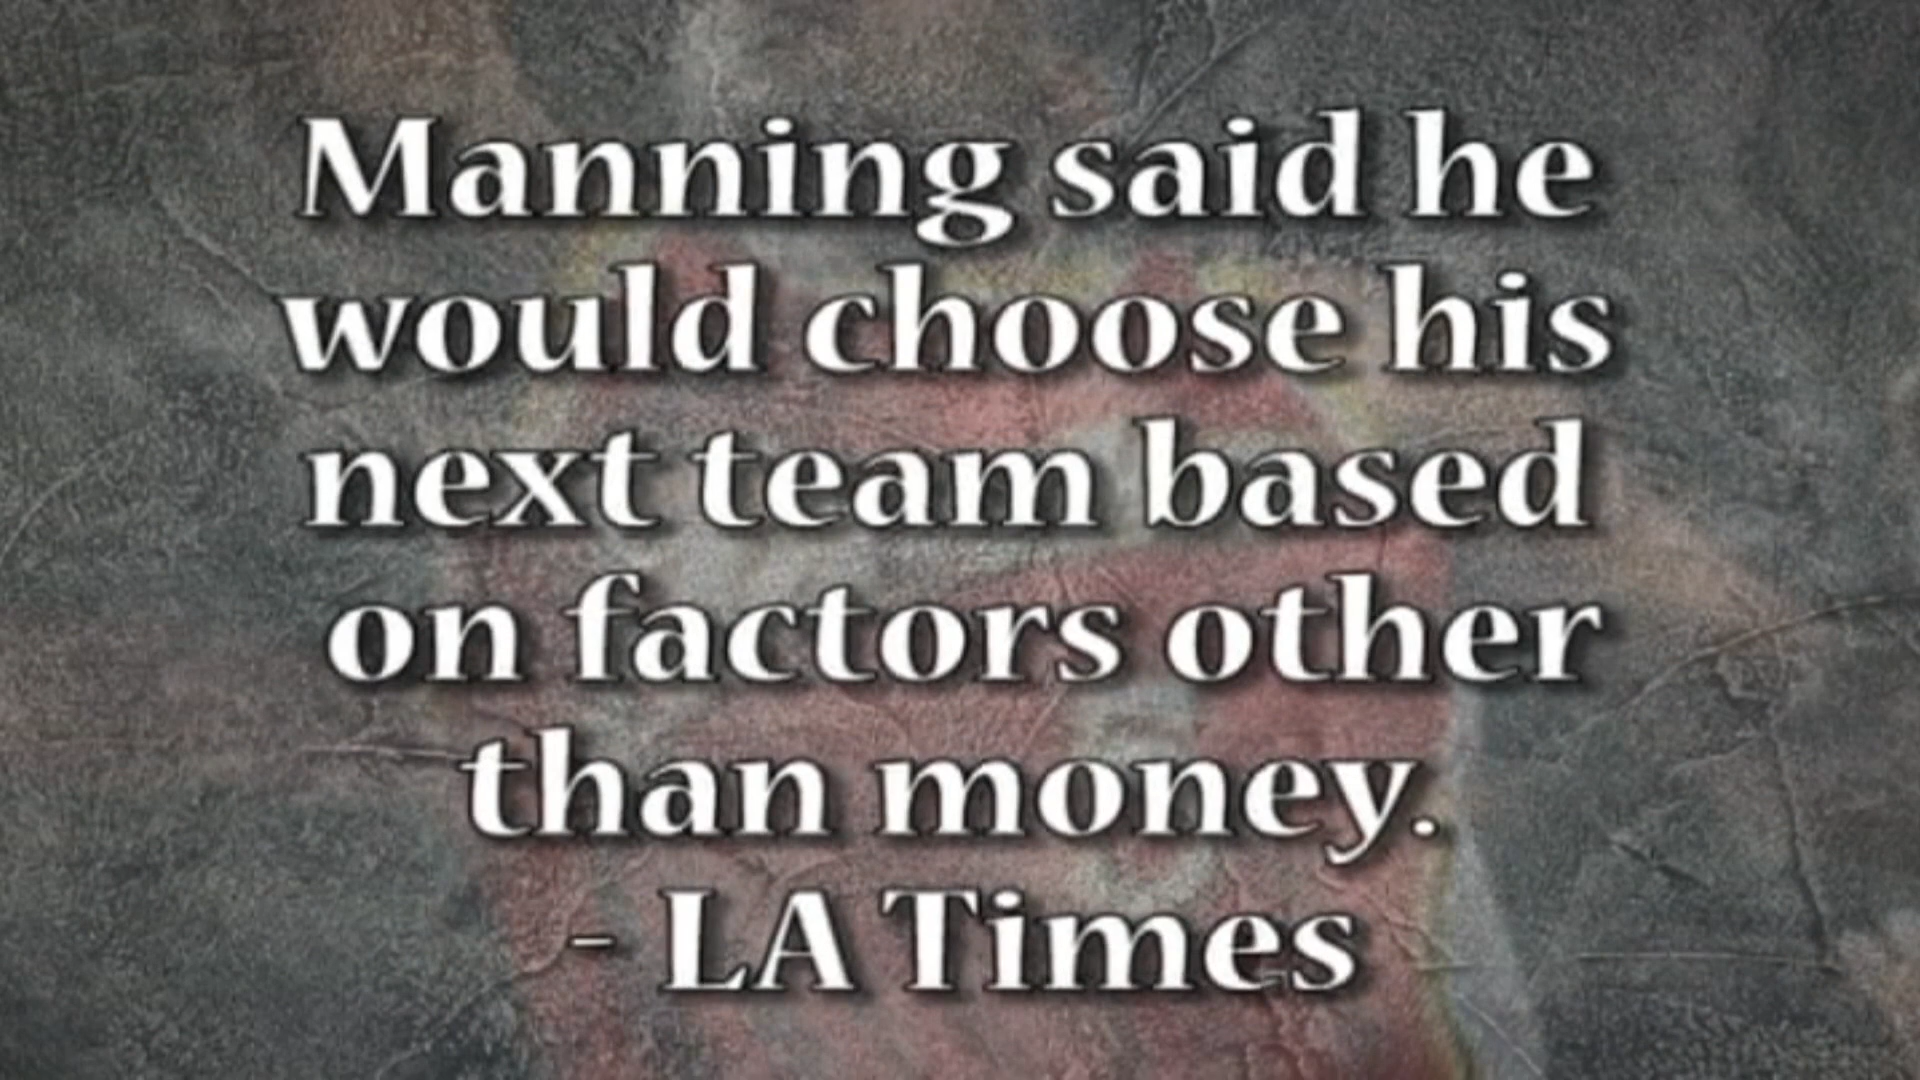 Manning said he
would choose his
next team based
on factors other
than money.
- LA Times